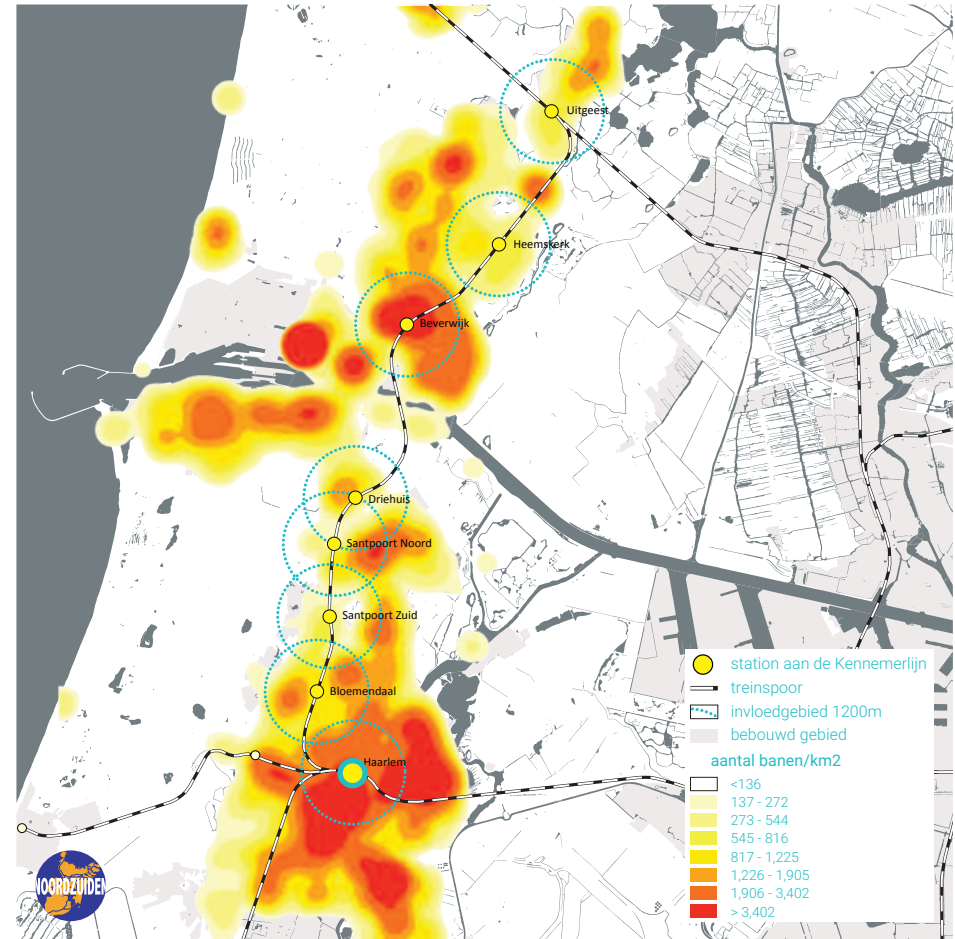 Uitgeest
Heemskerk
Beverwijk
Driehuis
Santpoort Noord
Santpoort Zuid
Bloemendaal
Haarlem
station aan de Kennemerlijn
treinspoor
invloedgebied 1200m
bebouwd gebied
aantal banen/km2
<136
137 - 272
273 - 544
545 - 816
817 - 1,225
1,226 - 1,905
1,906 - 3,402
> 3,402
NOORDZUIDEN